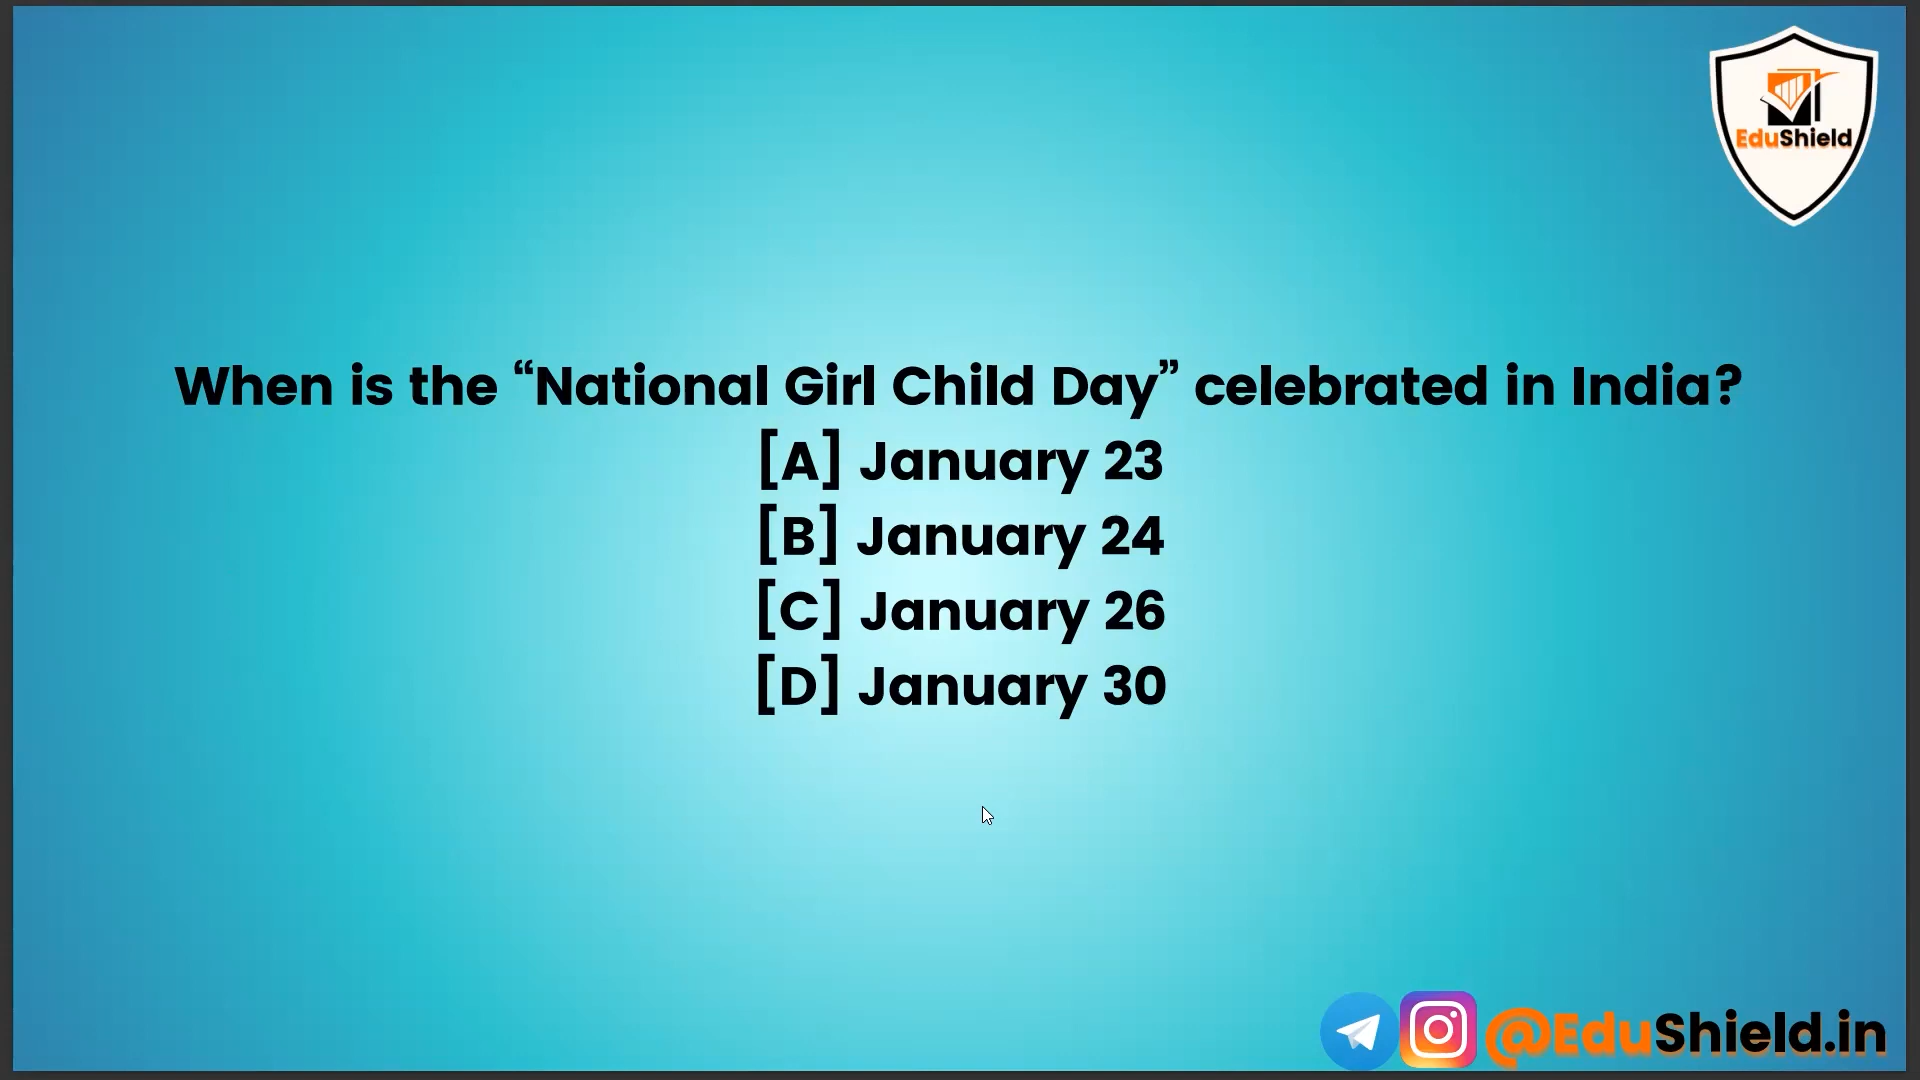 EduShield
When is the “National Girl Child Day” celebrated in India?
[A] January 23
[B] January 24
[C] January 26
[D] January 30
@EduShield.in